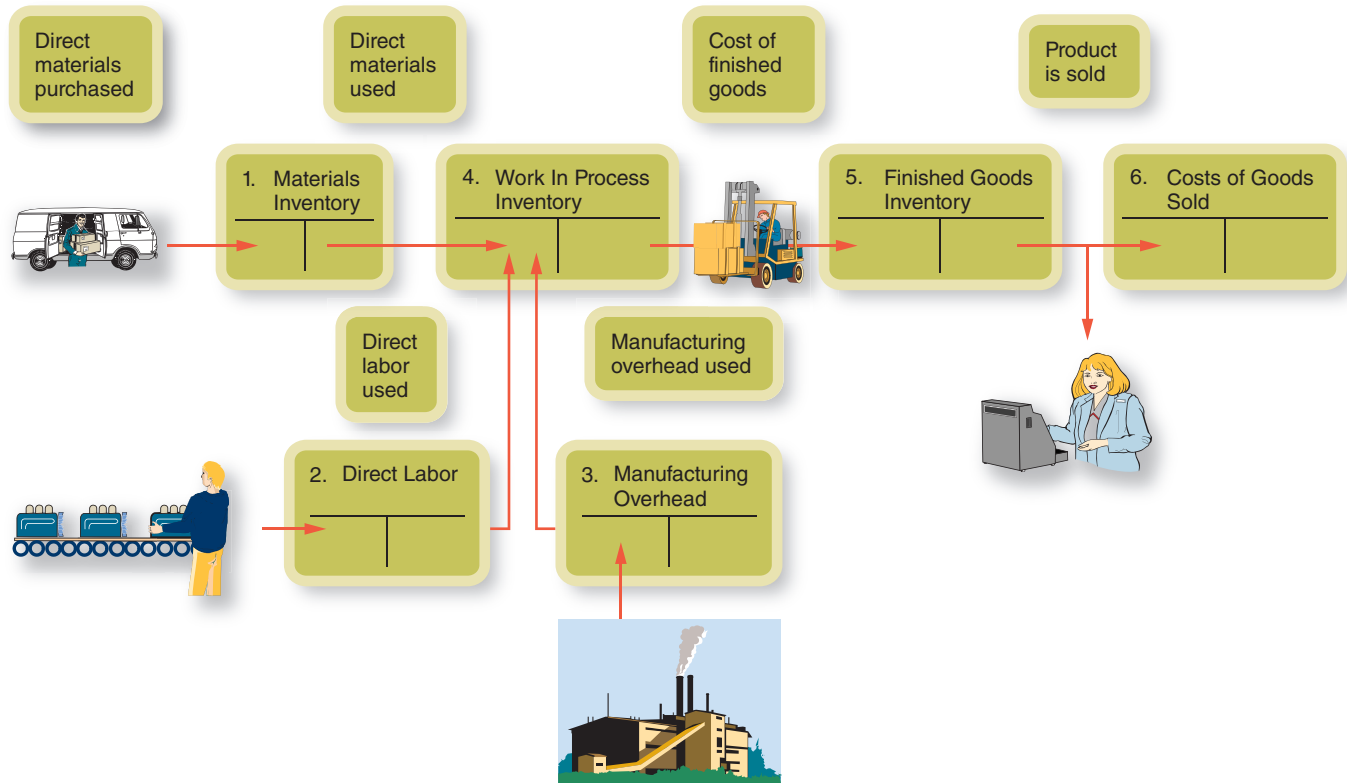 Direct
materials
purchased
Direct
materials
used
Cost of
finished
goods
Product
is sold
1. Materials
Inventory
4. Work In Process
Inventory
5. Finished Goods
Inventory
6. Costs of Goods
Sold
Direct
labor
used
Manufacturing
overhead used
2. Direct Labor
3. Manufacturing
Overhead